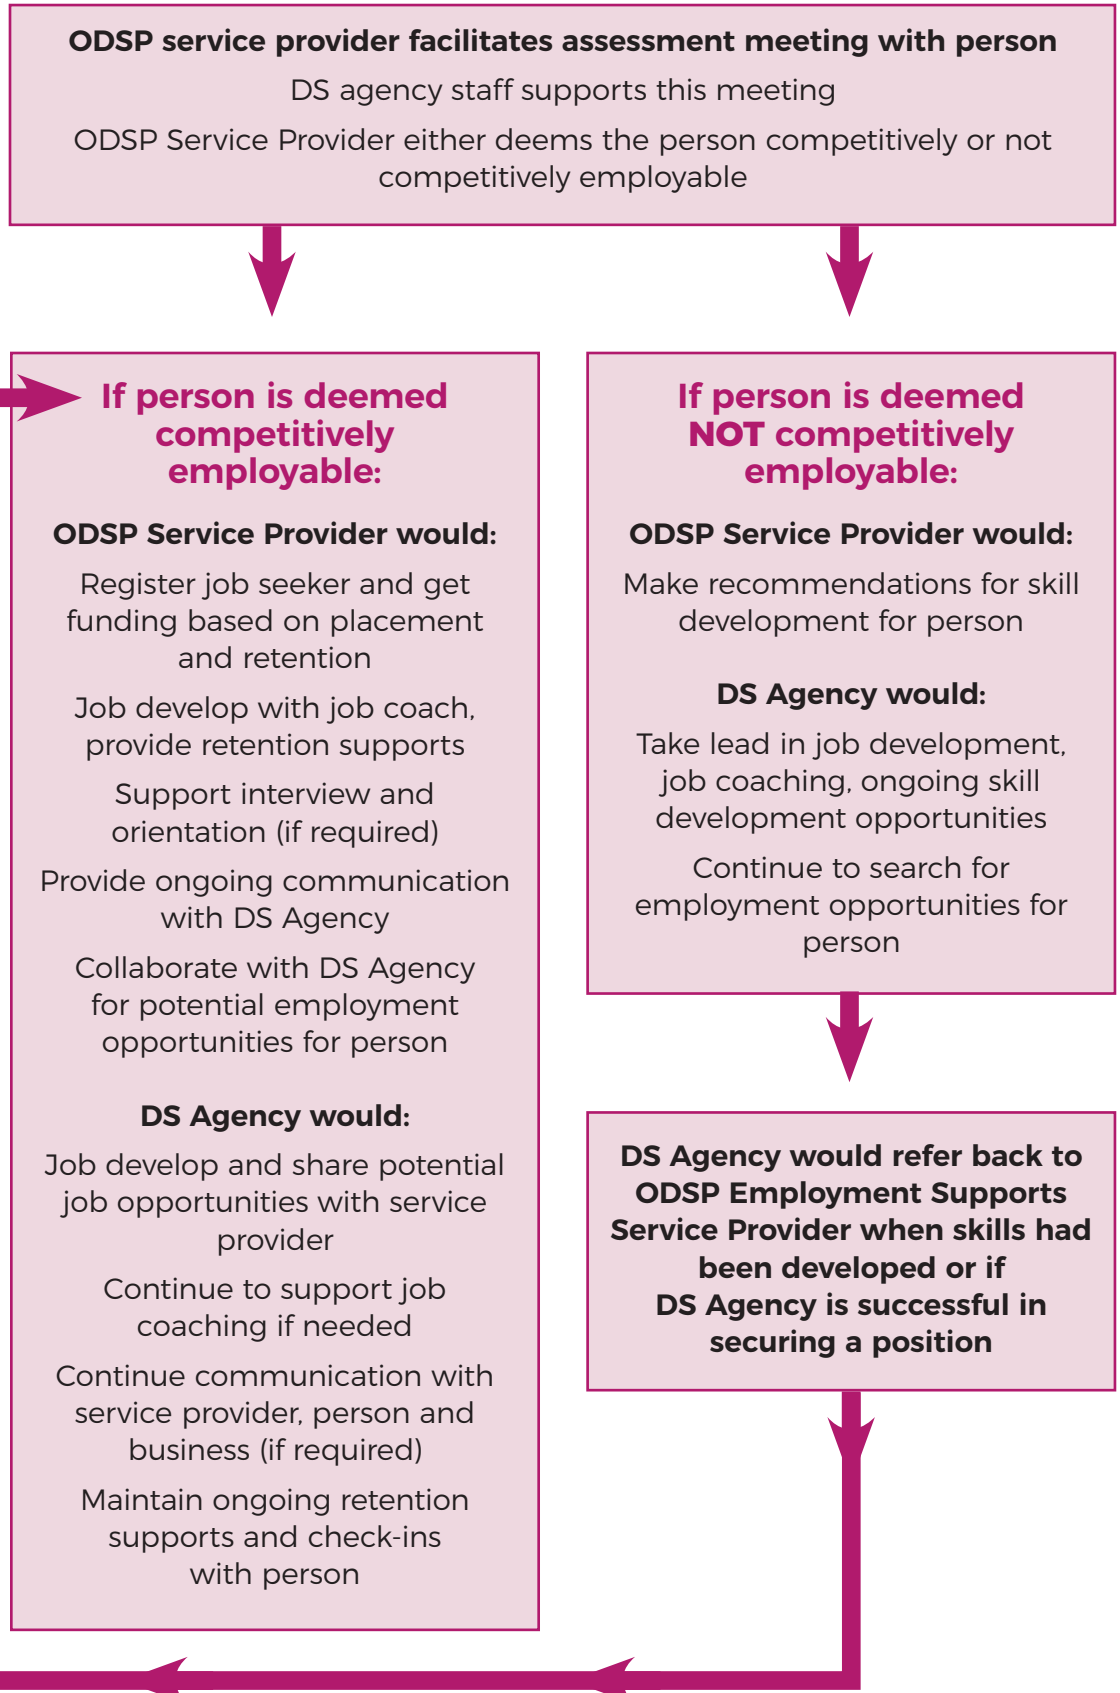 ODSP service provider facilitates assessment meeting with person
DS agency staff supports this meeting
ODSP Service Provider either deems the person competitively or not
competitively employable
If person is deemed
competitively
employable:
ODSP Service Provider would:
Register job seeker and get
funding based on placement
and retention
Job develop with job coach,
provide retention supports
Support interview and
orientation (if required)
Provide ongoing communication
with DS Agency
Collaborate with DS Agency
for potential employment
opportunities for person
DS Agency would:
Job develop and share potential
job opportunities with service
provider
Continue to support job
coaching if needed
Continue communication with
service provider, person and
business (if required)
Maintain ongoing retention
supports and check-ins
with person
If person is deemed
NOT competitively
employable:
ODSP Service Provider would:
Make recommendations for skill
development for person
DS Agency would:
Take lead in job development,
job coaching, ongoing skill
development opportunities
Continue to search for
employment opportunities for
person
DS Agency would refer back to
ODSP Employment Supports
Service Provider when skills had
been developed or if
DS Agency is successful in
securing a position